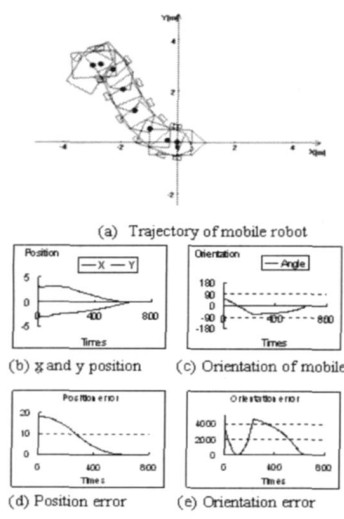 Y[m]
4
2
-4
-2
2
4
X[m]
-2
(a) Trajectory of mobile robot
Position
X Y
5
0
-5
0
400
800
Times
(b) x and y position
Orientation
Angle
180
90
0
-90
-180
0
400
800
Times
(c) Orientation of mobile
Position error
20
10
0
0
400
800
Times
(d) Position error
Orientation error
4000
2000
0
0
400
800
Times
(e) Orientation error